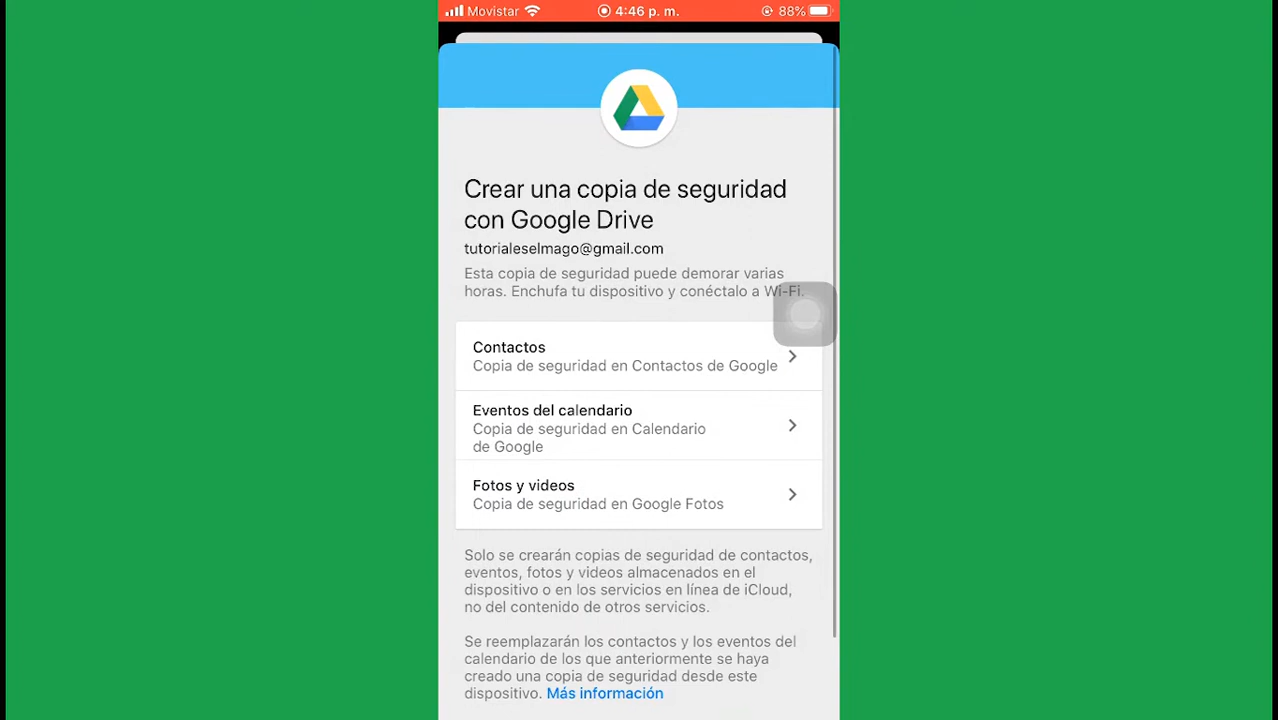 Movistar 4:46 p. m. 88%
Crear una copia de seguridad
con Google Drive
tutorialeselmago@gmail.com
Esta copia de seguridad puede demorar varias
horas. Enchufa tu dispositivo y conéctalo a Wi-Fi.
Contactos
Copia de seguridad en Contactos de Google
Eventos del calendario
Copia de seguridad en Calendario
de Google
Fotos y videos
Copia de seguridad en Google Fotos
Solo se crearán copias de seguridad de contactos,
eventos, fotos y videos almacenados en el
dispositivo o en los servicios en línea de iCloud,
no del contenido de otros servicios.
Se reemplazarán los contactos y los eventos del
calendario de los que anteriormente se haya
creado una copia de seguridad desde este
dispositivo. Más información